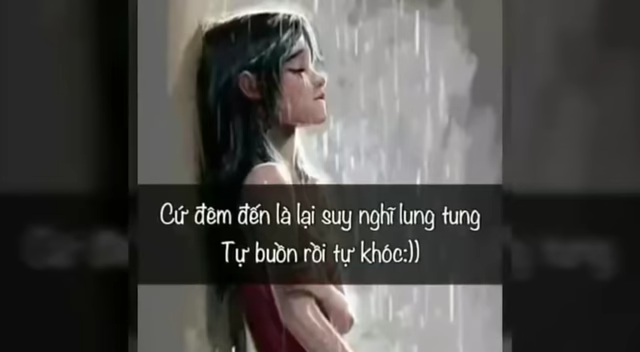 Cứ đêm đến là lại suy nghĩ lung tung
Tự buồn rồi tự khóc:))